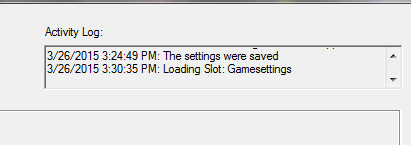 Activity Log:
3/26/2015 3:24:49 PM: The settings were saved
3/26/2015 3:30:35 PM: Loading Slot: Gamesettings